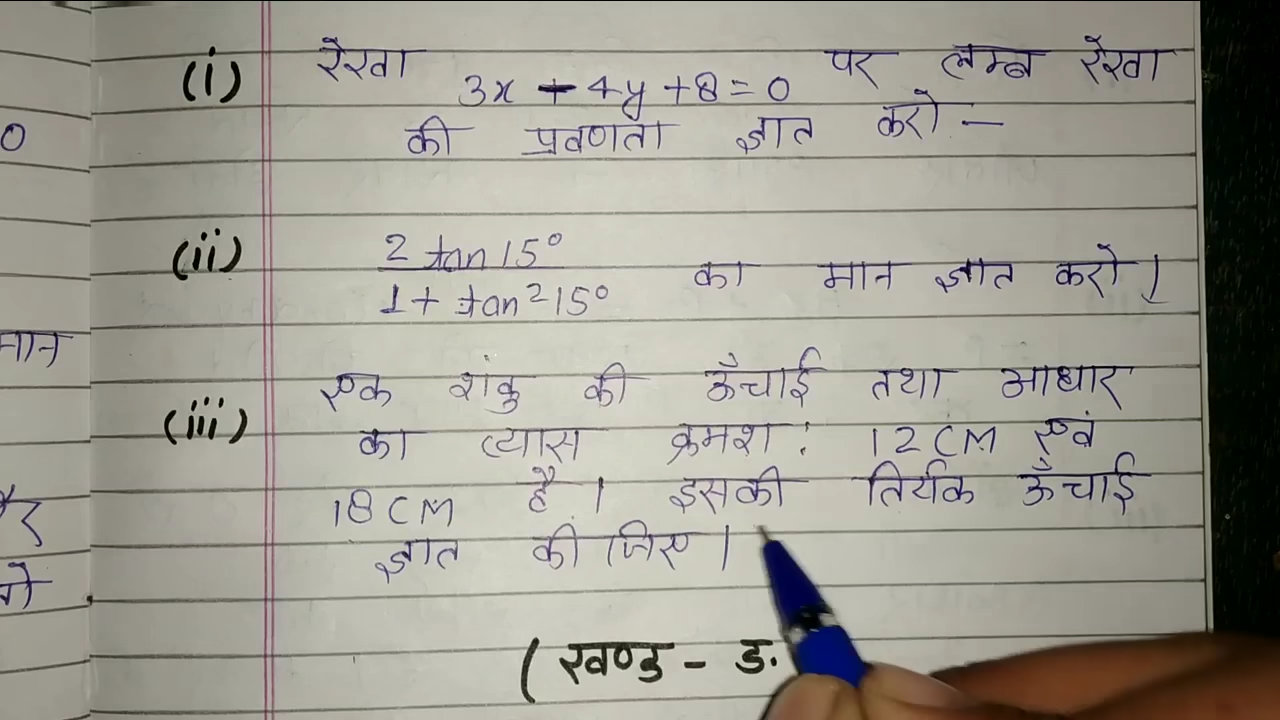 0
मान
(i) रेखा 3x + 4y + 8 = 0 पर लम्ब रेखा
की प्रवणता ज्ञात करो -
(ii) 2 tan 15°
1 + tan² 15° का मान ज्ञात करो।
एक शंकु की ऊँचाई तथा आधार
(iii) का व्यास क्रमश: 12 CM एवं
18 CM है। इसकी तिर्यक ऊँचाई
ज्ञात कीजिए।
(खण्ड - ड.